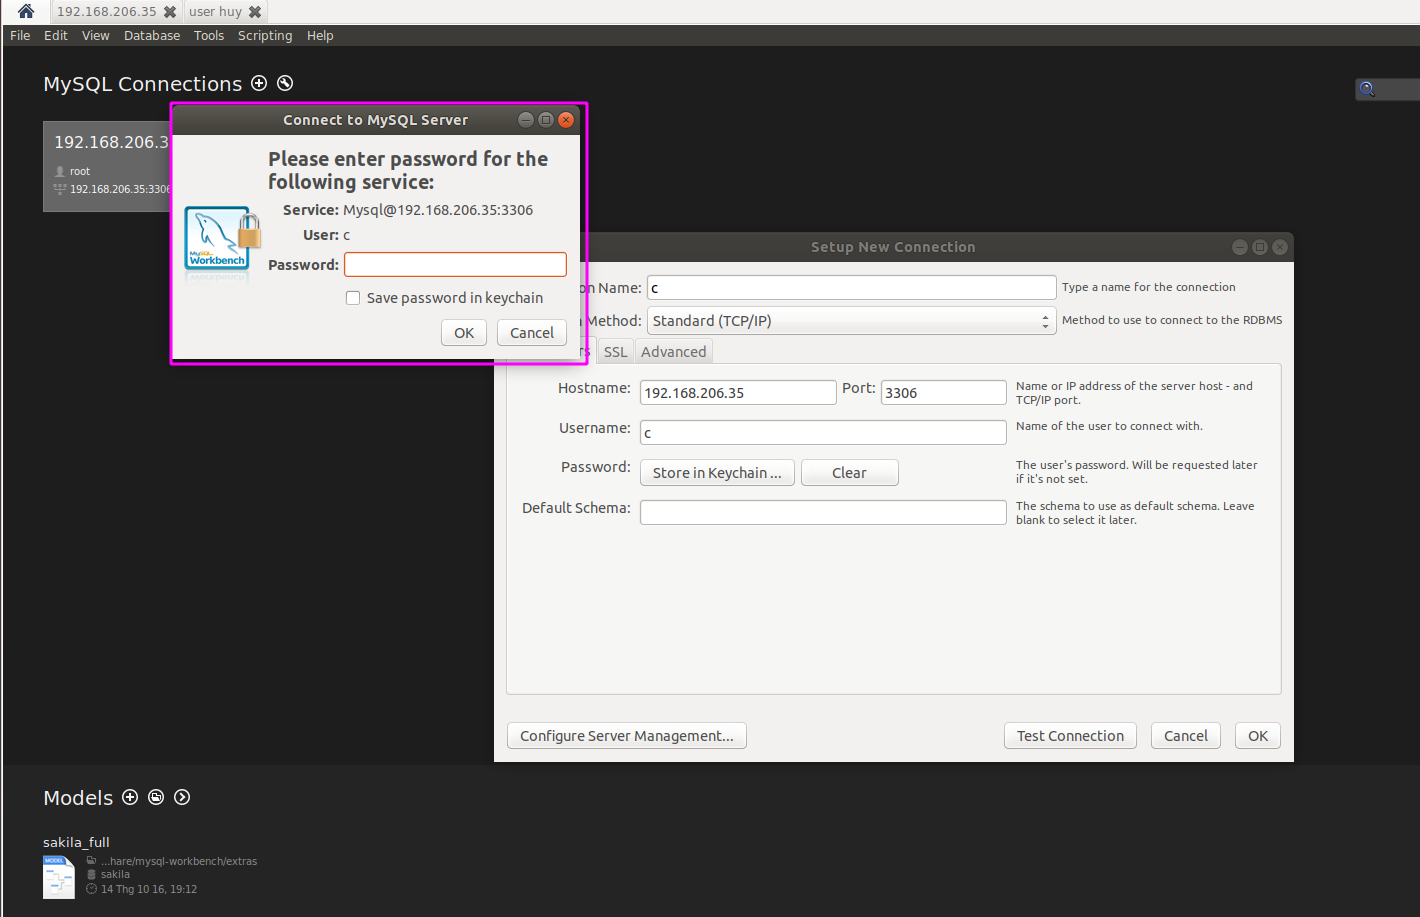 192.168.206.35
user huy
File Edit View Database Tools Scripting Help
MySQL Connections
192.168.206.3
root
192.168.206.35:3306
Connect to MySQL Server
Please enter password for the
following service:
Service: Mysql@192.168.206.35:3306
User: c
Password:
Save password in keychain
OK Cancel
MySQL
Workbench
Setup New Connection
on Name: c Type a name for the connection
Method: Standard (TCP/IP) Method to use to connect to the RDBMS
SSL Advanced
Hostname: 192.168.206.35 Port: 3306 Name or IP address of the server host - and
TCP/IP port.
Username: c Name of the user to connect with.
Password: Store in Keychain ... Clear The user's password. Will be requested later
if it's not set.
Default Schema: The schema to use as default schema. Leave
blank to select it later.
Configure Server Management... Test Connection Cancel OK
Models
sakila_full
MODEL
...hare/mysql-workbench/extras
sakila
14 Thg 10 16, 19:12